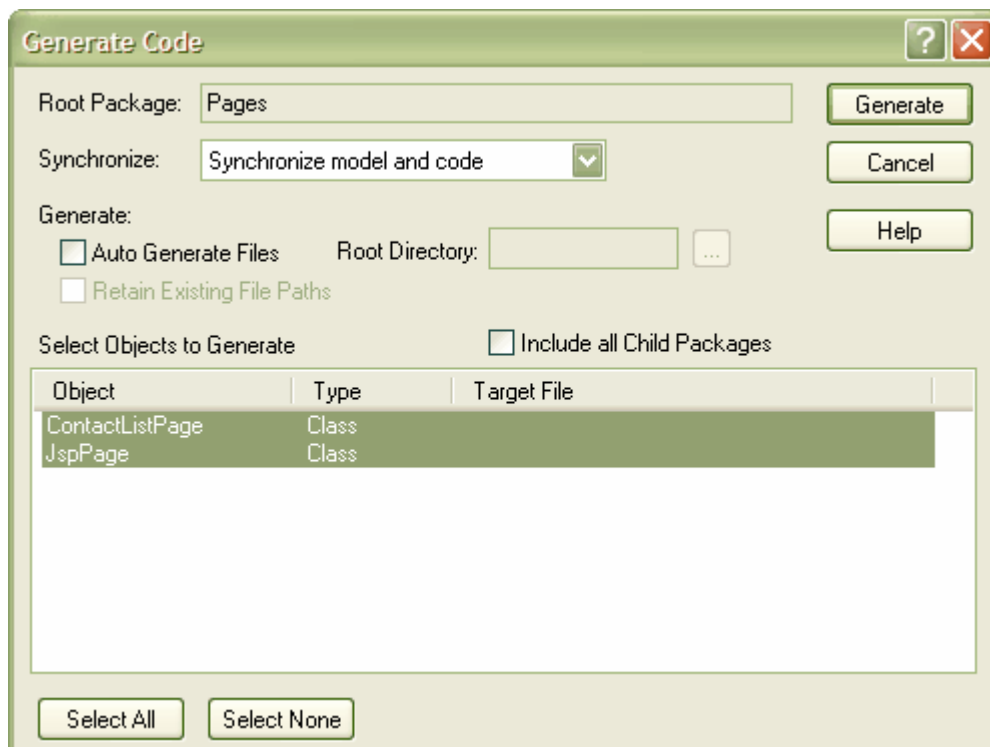 Generate Code
Root Package: Pages Generate
Synchronize: Synchronize model and code Cancel
Generate: Help
Auto Generate Files Root Directory: ...
Retain Existing File Paths
Select Objects to Generate Include all Child Packages
Object Type Target File
ContactListPage Class
JspPage Class
Select All Select None